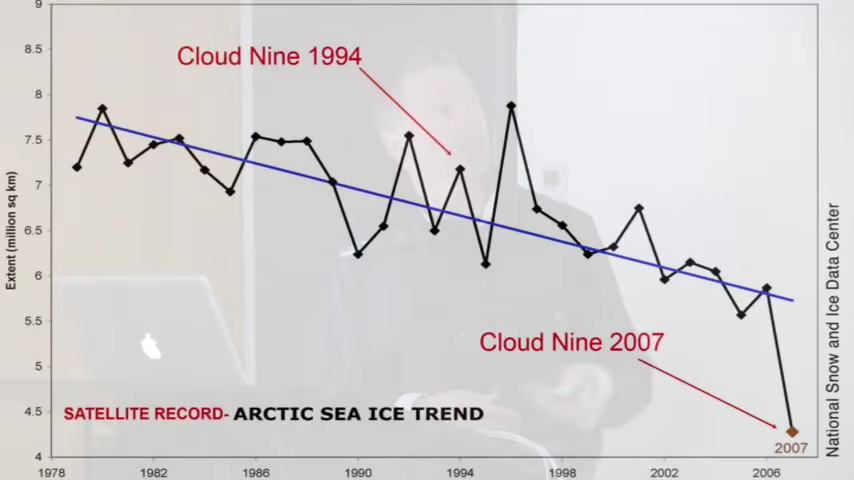 9
8.5
Cloud Nine 1994
8
7.5
7
6.5
6
5.5
5
4.5
4
Extent (million sq km)
Cloud Nine 2007
SATELLITE RECORD- ARCTIC SEA ICE TREND
2007
1978 1982 1986 1990 1994 1998 2002 2006
National Snow and Ice Data Center